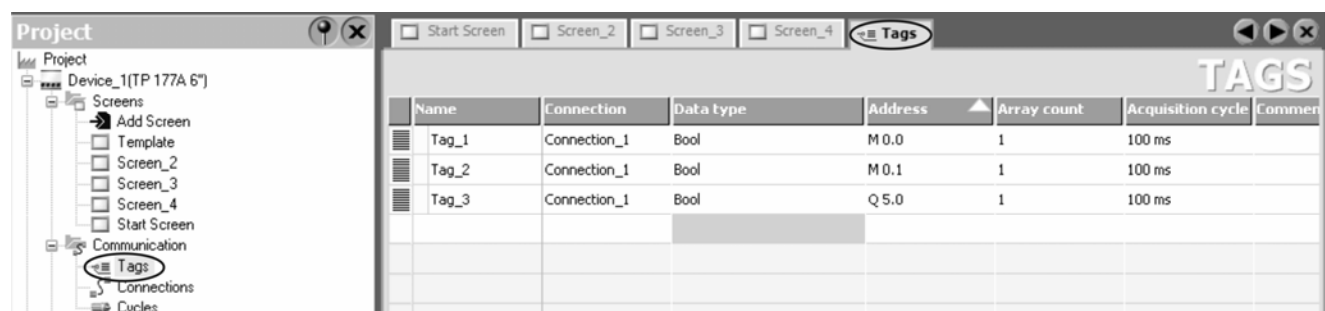 Project
Project
Device_1(TP 177A 6")
Screens
Add Screen
Template
Screen_2
Screen_3
Screen_4
Start Screen
Communication
Tags
Connections
Cycles
Start Screen Screen_2 Screen_3 Screen_4 Tags
TAGS
Name Connection Data type Address Array count Acquisition cycle Commen
Tag_1 Connection_1 Bool M 0.0 1 100 ms
Tag_2 Connection_1 Bool M 0.1 1 100 ms
Tag_3 Connection_1 Bool Q 5.0 1 100 ms